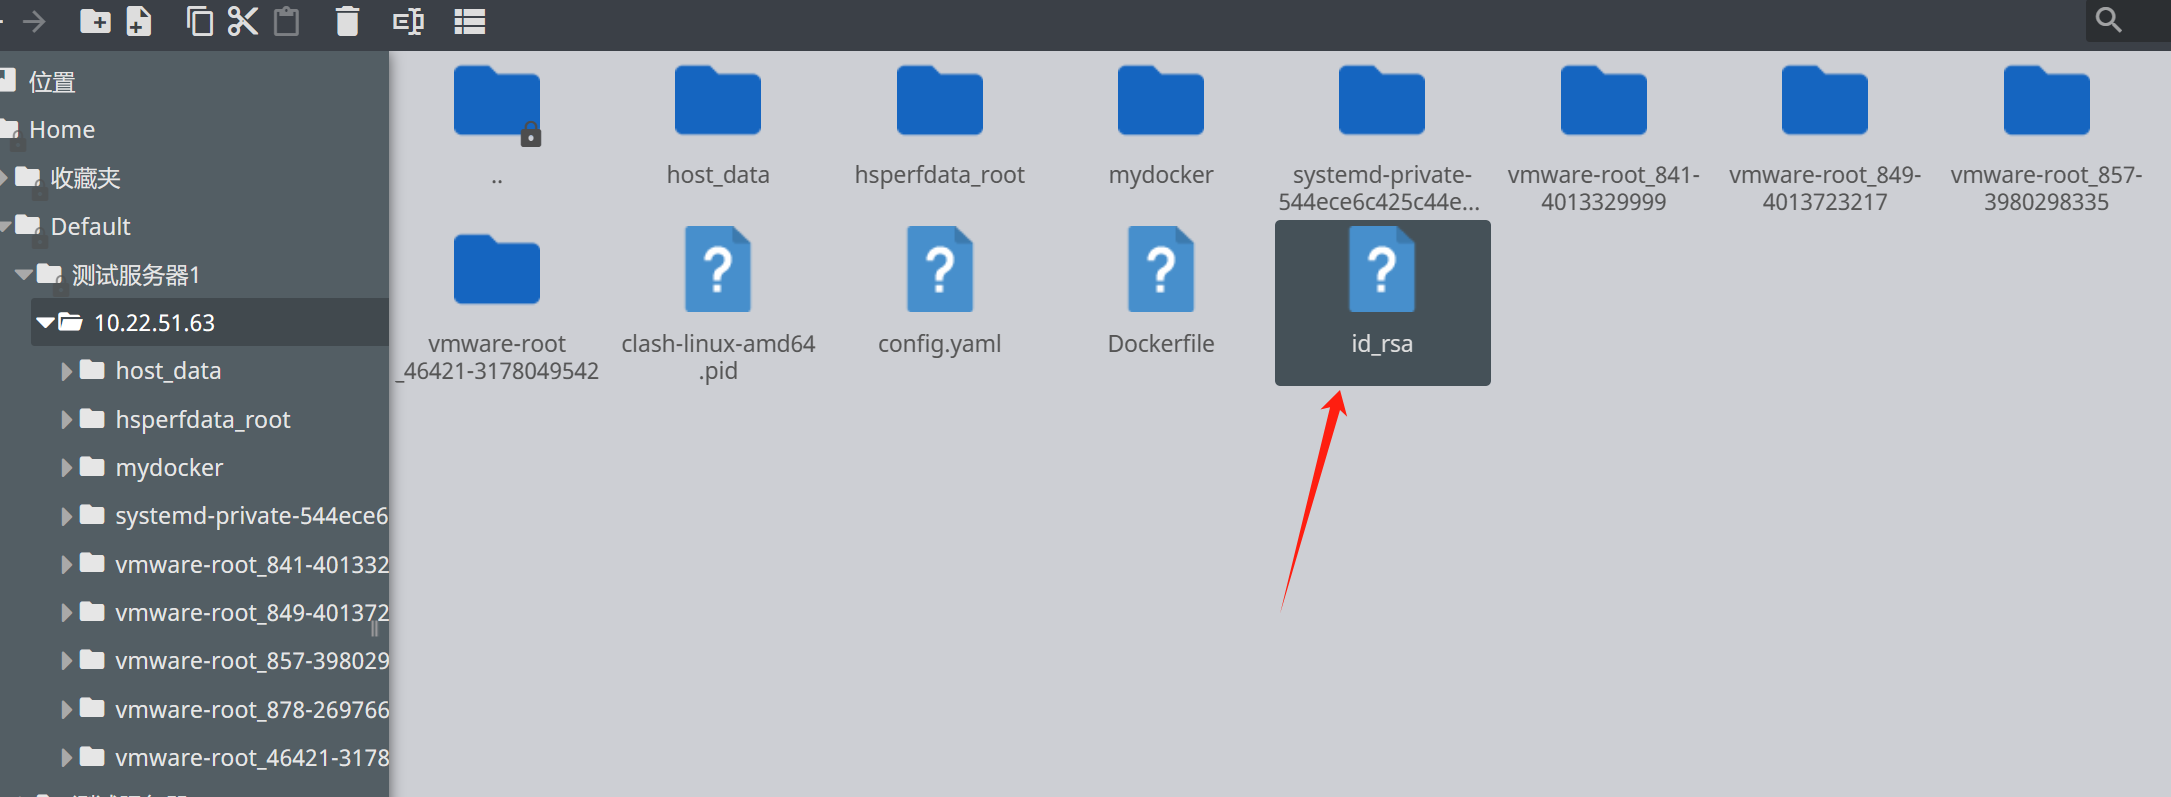 位置
Home
收藏夹
Default
测试服务器1
10.22.51.63
host_data
hsperfdata_root
mydocker
systemd-private-544ece6
vmware-root_841-401332
vmware-root_849-401372
vmware-root_857-398029
vmware-root_878-269766
vmware-root_46421-3178
..
host_data
hsperfdata_root
mydocker
systemd-private-
544ece6c425c44e...
vmware-root_841-
4013329999
vmware-root_849-
4013723217
vmware-root_857-
3980298335
vmware-root
_46421-3178049542
clash-linux-amd64
.pid
config.yaml
Dockerfile
id_rsa